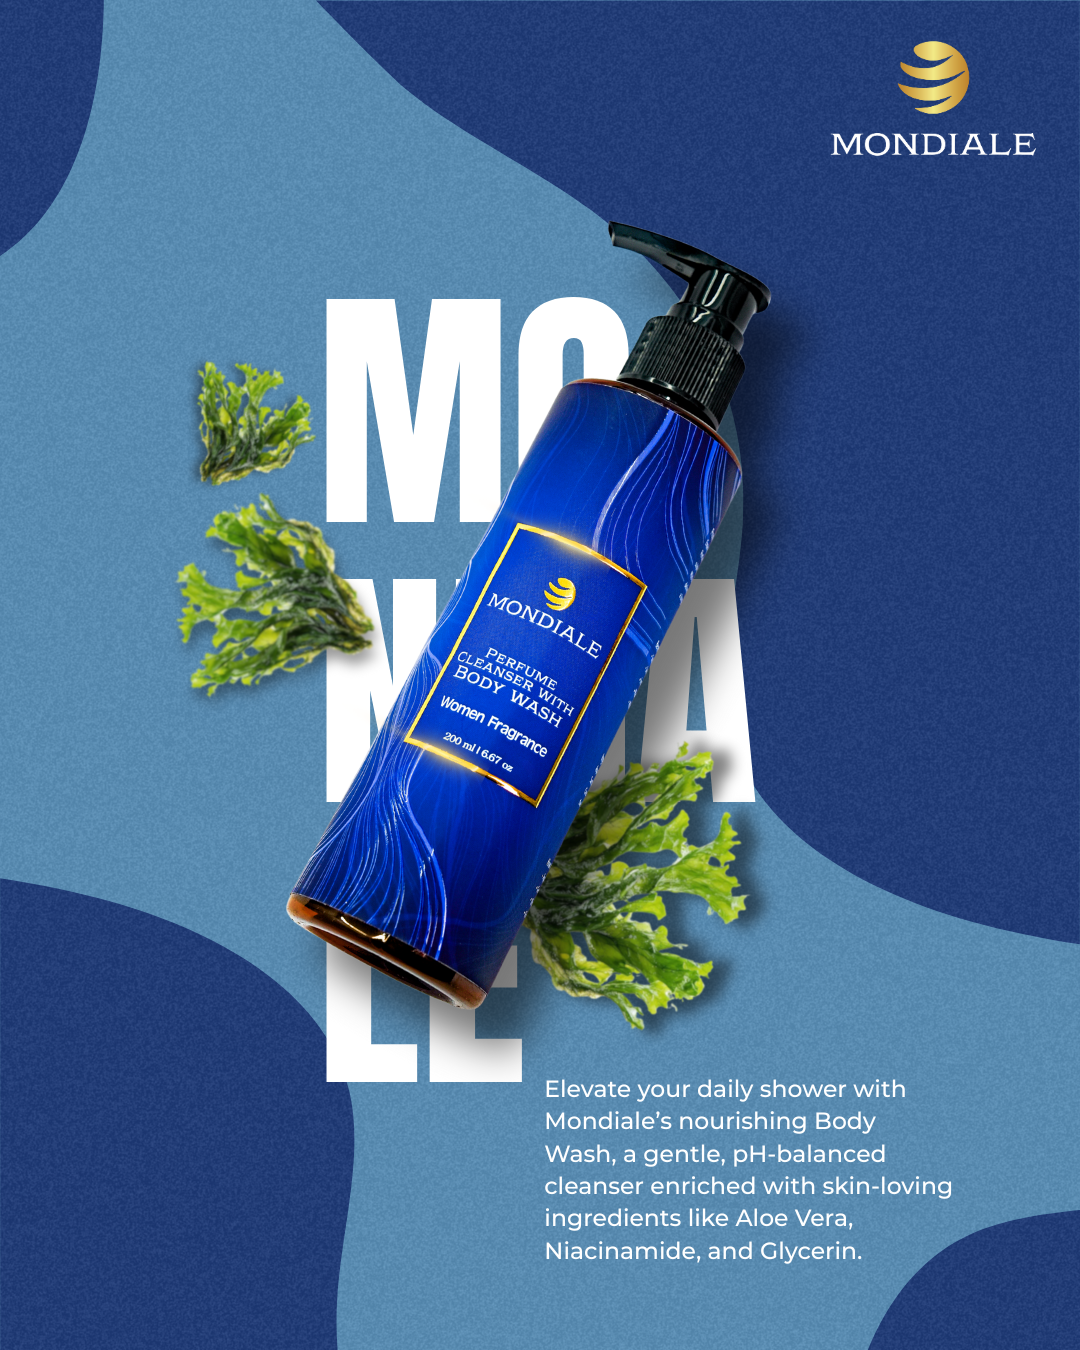 MONDIALE
MO
N A
LE
MONDIALE
PERFUME
CLEANSER WITH
BODY WASH
Women Fragrance
200 ml | 6.67 oz
Elevate your daily shower with
Mondiale’s nourishing Body
Wash, a gentle, pH-balanced
cleanser enriched with skin-loving
ingredients like Aloe Vera,
Niacinamide, and Glycerin.